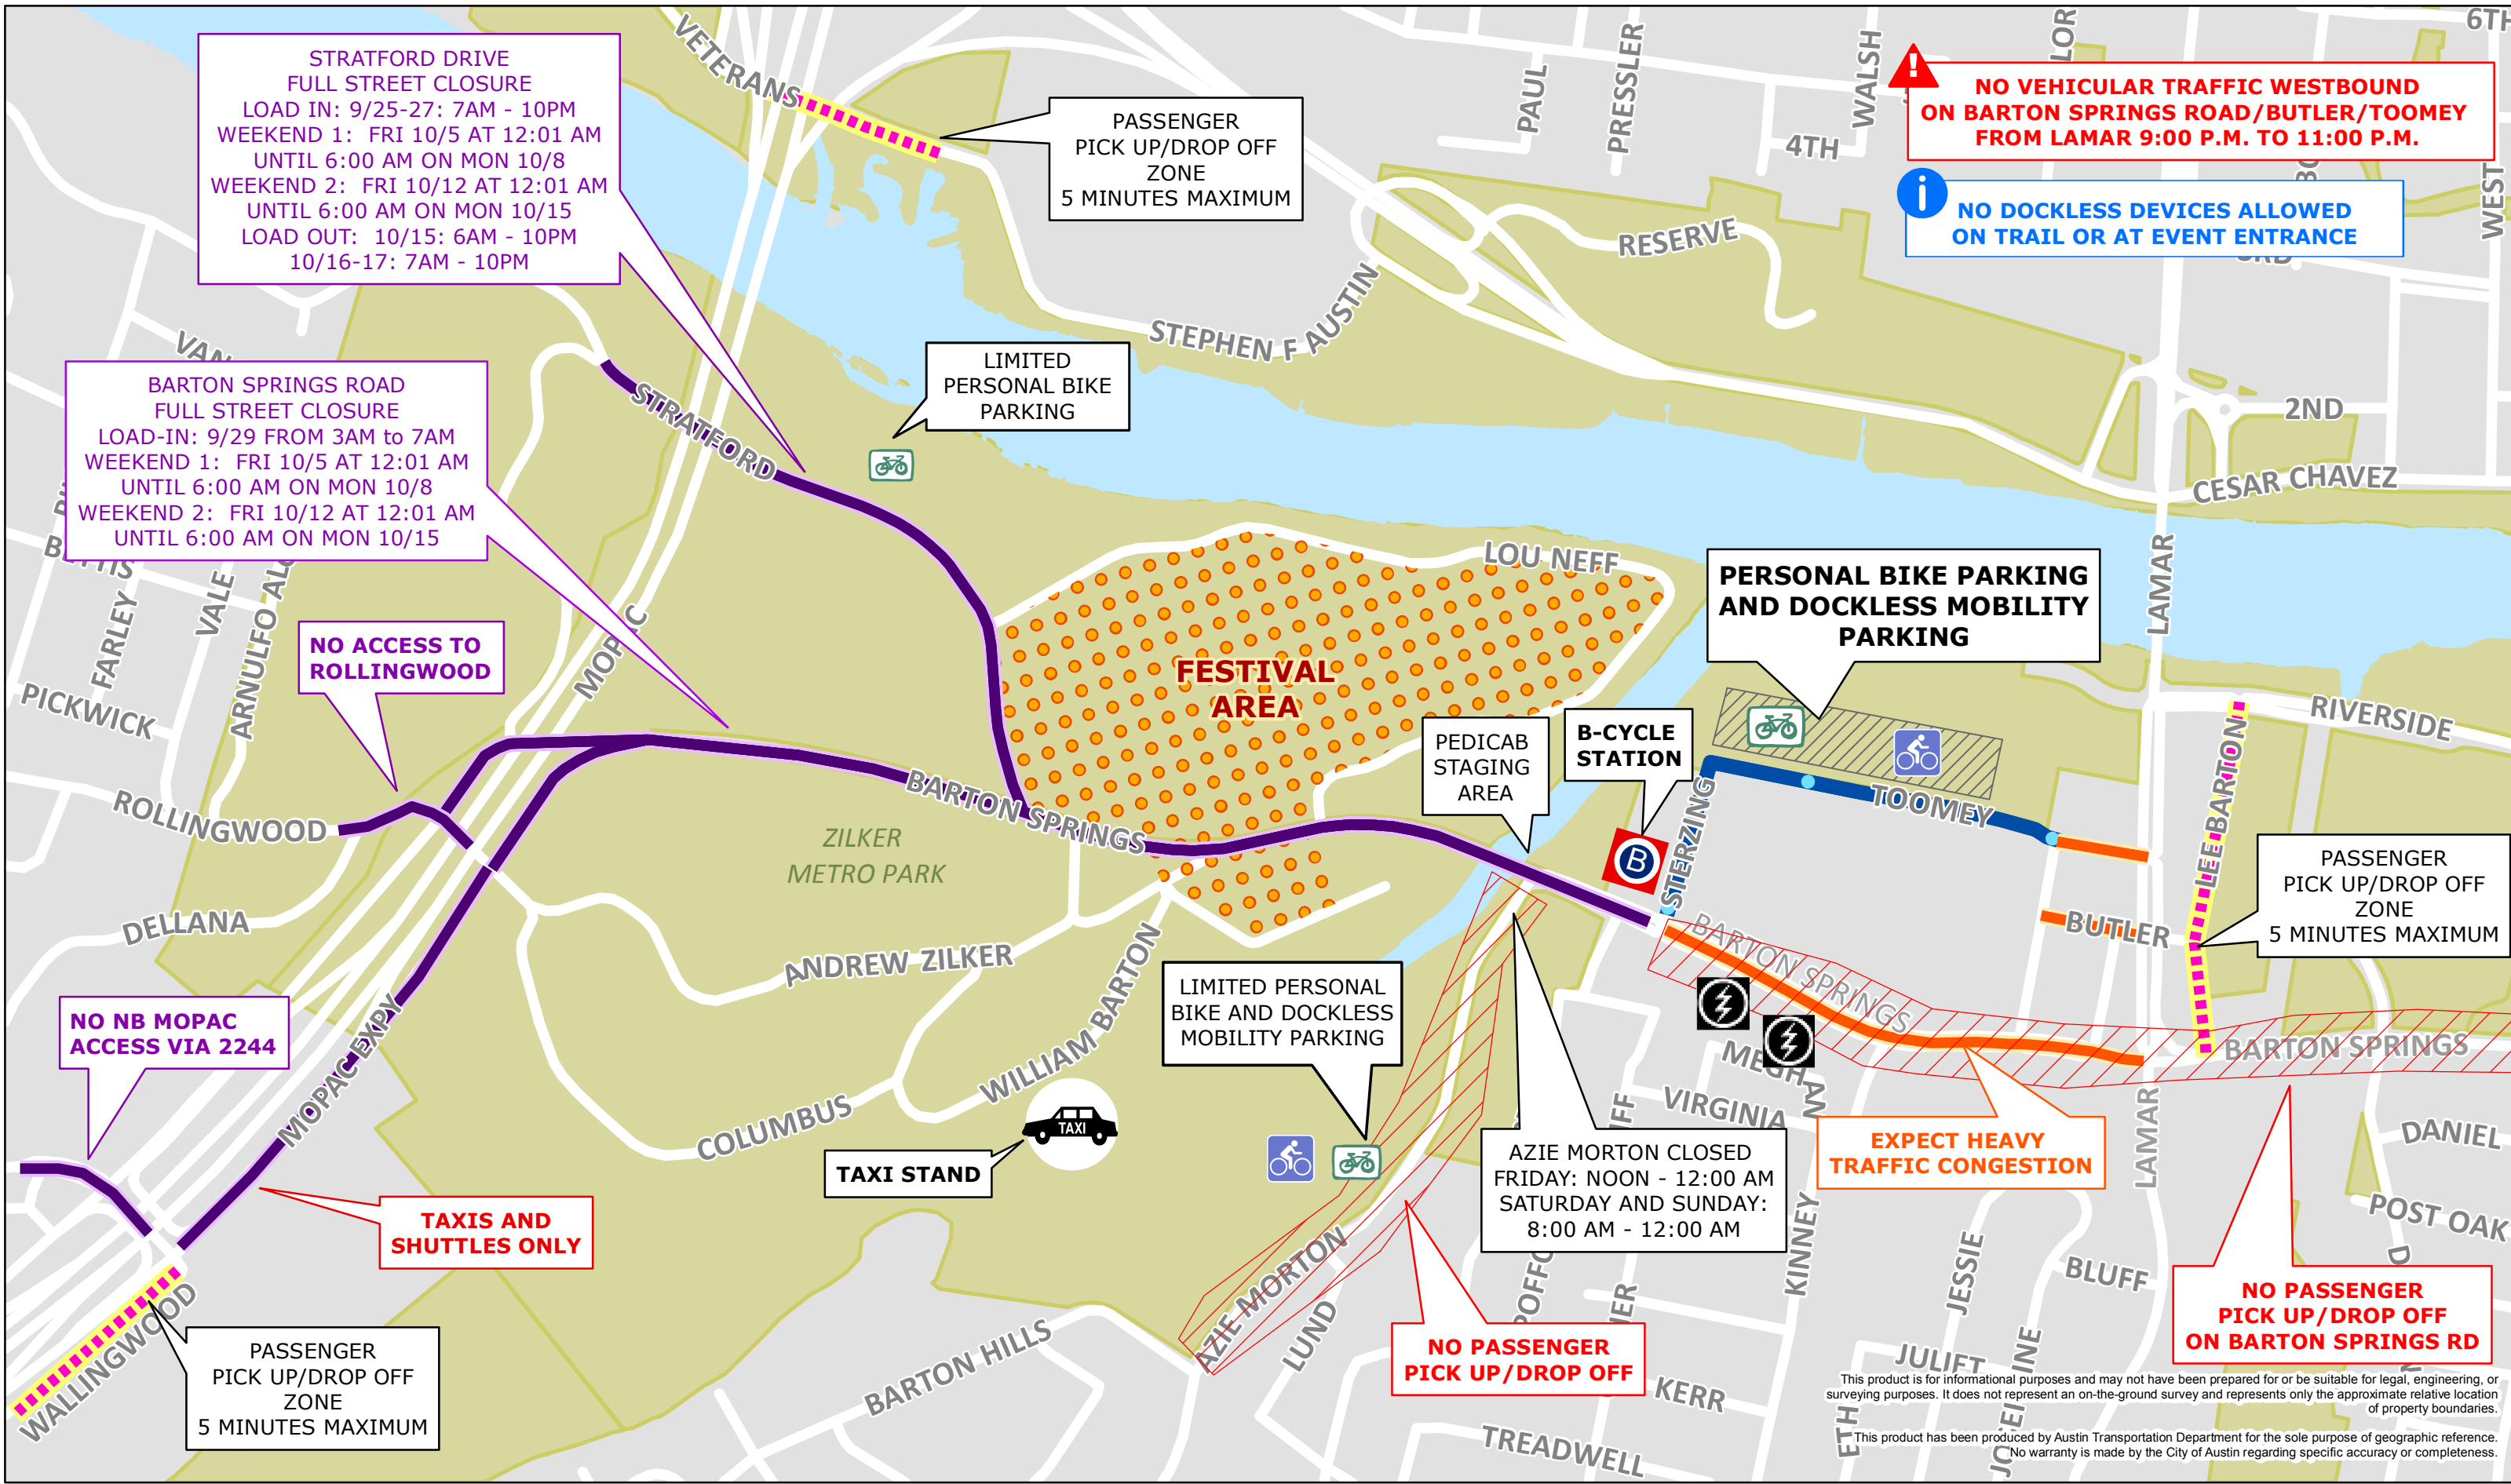 STRATFORD DRIVE
FULL STREET CLOSURE
LOAD IN: 9/25-27: 7AM - 10PM
WEEKEND 1: FRI 10/5 AT 12:01 AM
UNTIL 6:00 AM ON MON 10/8
WEEKEND 2: FRI 10/12 AT 12:01 AM
UNTIL 6:00 AM ON MON 10/15
LOAD OUT: 10/15: 6AM - 10PM
10/16-17: 7AM - 10PM
VETERANS
PASSENGER
PICK UP/DROP OFF
ZONE
5 MINUTES MAXIMUM
PAUL
PRESSLER
WALSH
4TH
6TH
WEST
!
NO VEHICULAR TRAFFIC WESTBOUND
ON BARTON SPRINGS ROAD/BUTLER/TOOMEY
FROM LAMAR 9:00 P.M. TO 11:00 P.M.
i
NO DOCKLESS DEVICES ALLOWED
ON TRAIL OR AT EVENT ENTRANCE
RESERVE
STEPHEN F AUSTIN
2ND
CESAR CHAVEZ
LAMAR
BARTON SPRINGS ROAD
FULL STREET CLOSURE
LOAD-IN: 9/29 FROM 3AM to 7AM
WEEKEND 1: FRI 10/5 AT 12:01 AM
UNTIL 6:00 AM ON MON 10/8
WEEKEND 2: FRI 10/12 AT 12:01 AM
UNTIL 6:00 AM ON MON 10/15
LIMITED
PERSONAL BIKE
PARKING
STRATFORD
LOU NEFF
FESTIVAL
AREA
PERSONAL BIKE PARKING
AND DOCKLESS MOBILITY
PARKING
FARLEY
VALE
ARNULFO
PICKWICK
MOPAC
NO ACCESS TO
ROLLINGWOOD
ROLLINGWOOD
DELLANA
BARTON SPRINGS
ZILKER
METRO PARK
PEDICAB
STAGING
AREA
B-CYCLE
STATION
B
STERZING
TOOMEY
RIVERSIDE
LEE BARTON
BUTLER
PASSENGER
PICK UP/DROP OFF
ZONE
5 MINUTES MAXIMUM
BARTON SPRINGS
BARTON SPRINGS
ANDREW ZILKER
WILLIAM BARTON
COLUMBUS
NO NB MOPAC
ACCESS VIA 2244
MOPAC EXPY
TAXIS AND
SHUTTLES ONLY
TAXI
TAXI STAND
LIMITED PERSONAL
BIKE AND DOCKLESS
MOBILITY PARKING
AZIE MORTON CLOSED
FRIDAY: NOON - 12:00 AM
SATURDAY AND SUNDAY:
8:00 AM - 12:00 AM
EXPECT HEAVY
TRAFFIC CONGESTION
MEGHAN
VIRGINIA
LAMAR
DANIEL
POST OAK
KINNEY
JESSIE
BLUFF
NO PASSENGER
PICK UP/DROP OFF
ON BARTON SPRINGS RD
WALLINGWOOD
PASSENGER
PICK UP/DROP OFF
ZONE
5 MINUTES MAXIMUM
BARTON HILLS
AZIE MORTON
LUND
NO PASSENGER
PICK UP/DROP OFF
KERR
TREADWELL
JULIET
This product is for informational purposes and may not have been prepared for or be suitable for legal, engineering, or
surveying purposes. It does not represent an on-the-ground survey and represents only the approximate relative location
of property boundaries.
This product has been produced by Austin Transportation Department for the sole purpose of geographic reference.
No warranty is made by the City of Austin regarding specific accuracy or completeness.